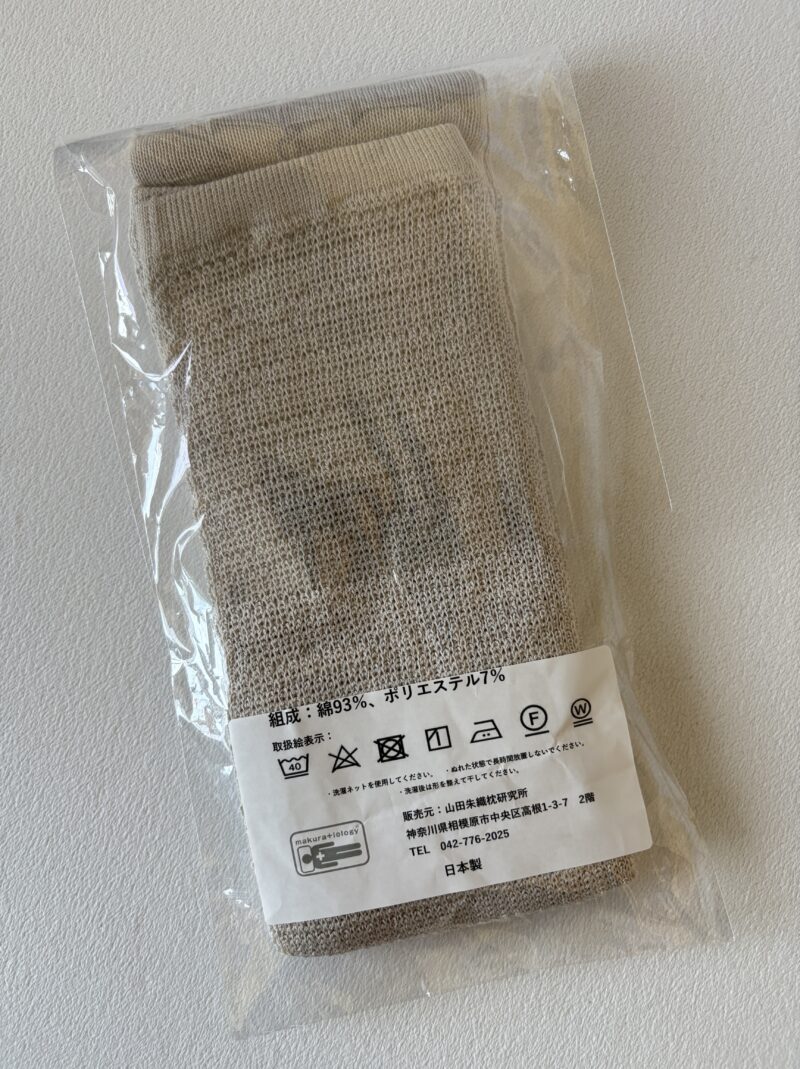 組成：綿93%、ポリエステル7%
取扱絵表示：
40
F
W
・洗濯ネットを使用してください。 ・ぬれた状態で長時間放置しないでください。
・洗濯後は形を整えて干してください。
makura+iology
販売元：山田朱織枕研究所
神奈川県相模原市中央区高根1-3-7 2階
TEL 042-776-2025
日本製